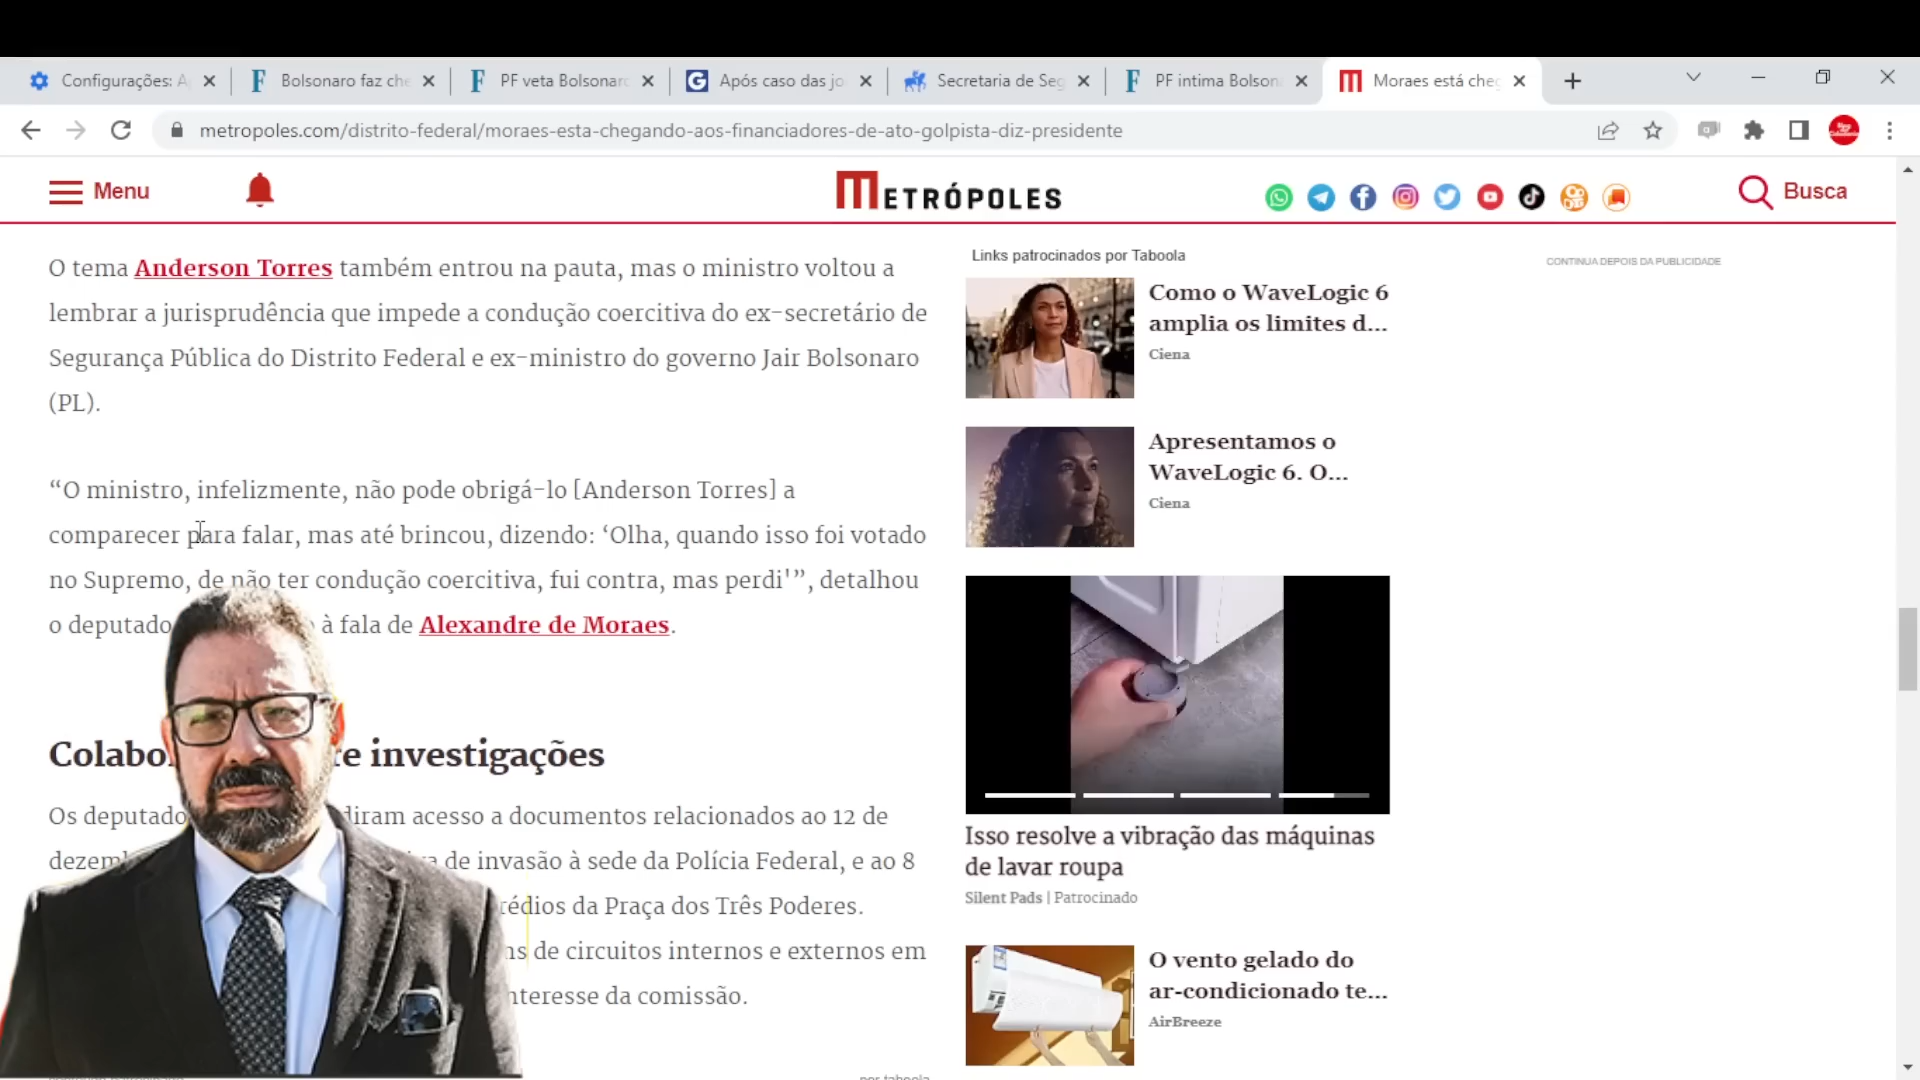 Configurações: A
Bolsonaro faz che
PF veta Bolsonaro
Após caso das jo
Secretaria de Seg
PF intima Bolson
Moraes está cheg
metropoles.com/distrito-federal/moraes-esta-chegando-aos-financiadores-de-ato-golpista-diz-presidente
Menu
METRÓPOLES
Busca
O tema Anderson Torres também entrou na pauta, mas o ministro voltou a
lembrar a jurisprudência que impede a condução coercitiva do ex-secretário de
Segurança Pública do Distrito Federal e ex-ministro do governo Jair Bolsonaro
(PL).
“O ministro, infelizmente, não pode obrigá-lo [Anderson Torres] a
comparecer para falar, mas até brincou, dizendo: ‘Olha, quando isso foi votado
no Supremo, de não ter condução coercitiva, fui contra, mas perdi'”, detalhou
o deputado à fala de Alexandre de Moraes.
Colabo e investigações
Os deputado diram acesso a documentos relacionados ao 12 de
dezem va de invasão à sede da Polícia Federal, e ao 8
rédios da Praça dos Três Poderes.
ns de circuitos internos e externos em
nteresse da comissão.
por taboola
Links patrocinados por Taboola
CONTINUA DEPOIS DA PUBLICIDADE
Como o WaveLogic 6
amplia os limites d...
Ciena
Apresentamos o
WaveLogic 6. O...
Ciena
Isso resolve a vibração das máquinas
de lavar roupa
Silent Pads | Patrocinado
O vento gelado do
ar-condicionado te...
AirBreeze